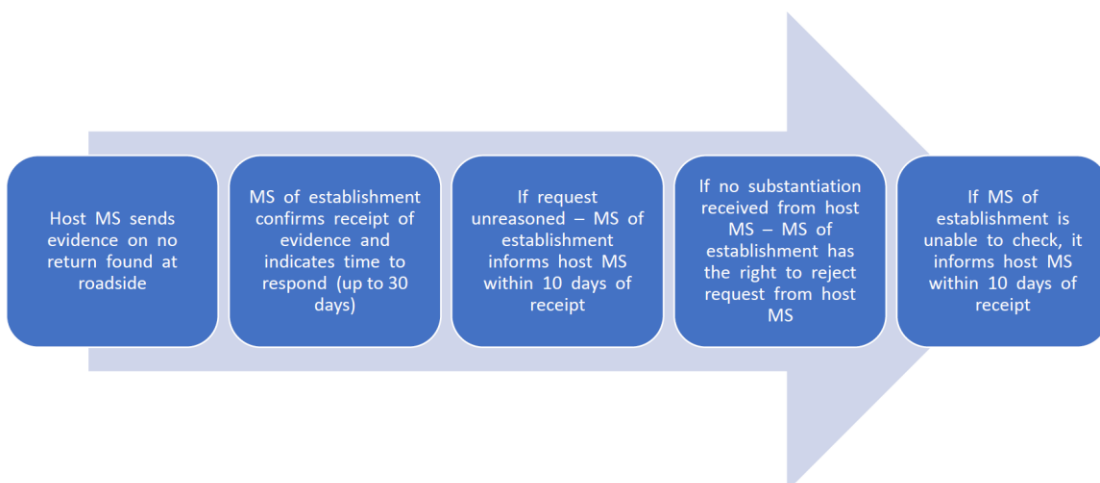 Host MS sends
evidence on no
return found at
roadside
MS of establishment
confirms receipt of
evidence and
indicates time to
respond (up to 30
days)
If request
unreasoned – MS of
establishment
informs host MS
within 10 days of
receipt
If no substantiation
received from host
MS – MS of
establishment has
the right to reject
request from host
MS
If MS of
establishment is
unable to check, it
informs host MS
within 10 days of
receipt